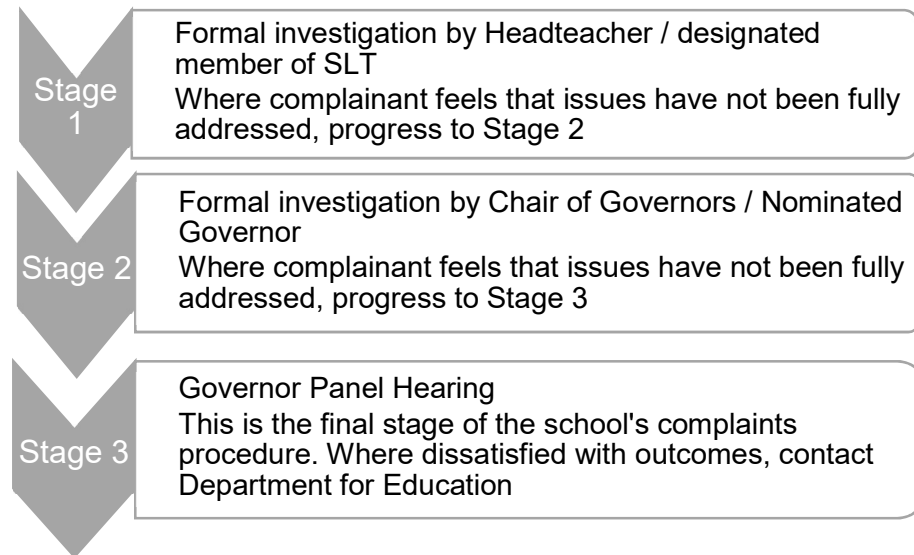 Stage
1
Formal investigation by Headteacher / designated
member of SLT
Where complainant feels that issues have not been fully
addressed, progress to Stage 2
Stage 2
Formal investigation by Chair of Governors / Nominated
Governor
Where complainant feels that issues have not been fully
addressed, progress to Stage 3
Stage 3
Governor Panel Hearing
This is the final stage of the school's complaints
procedure. Where dissatisfied with outcomes, contact
Department for Education